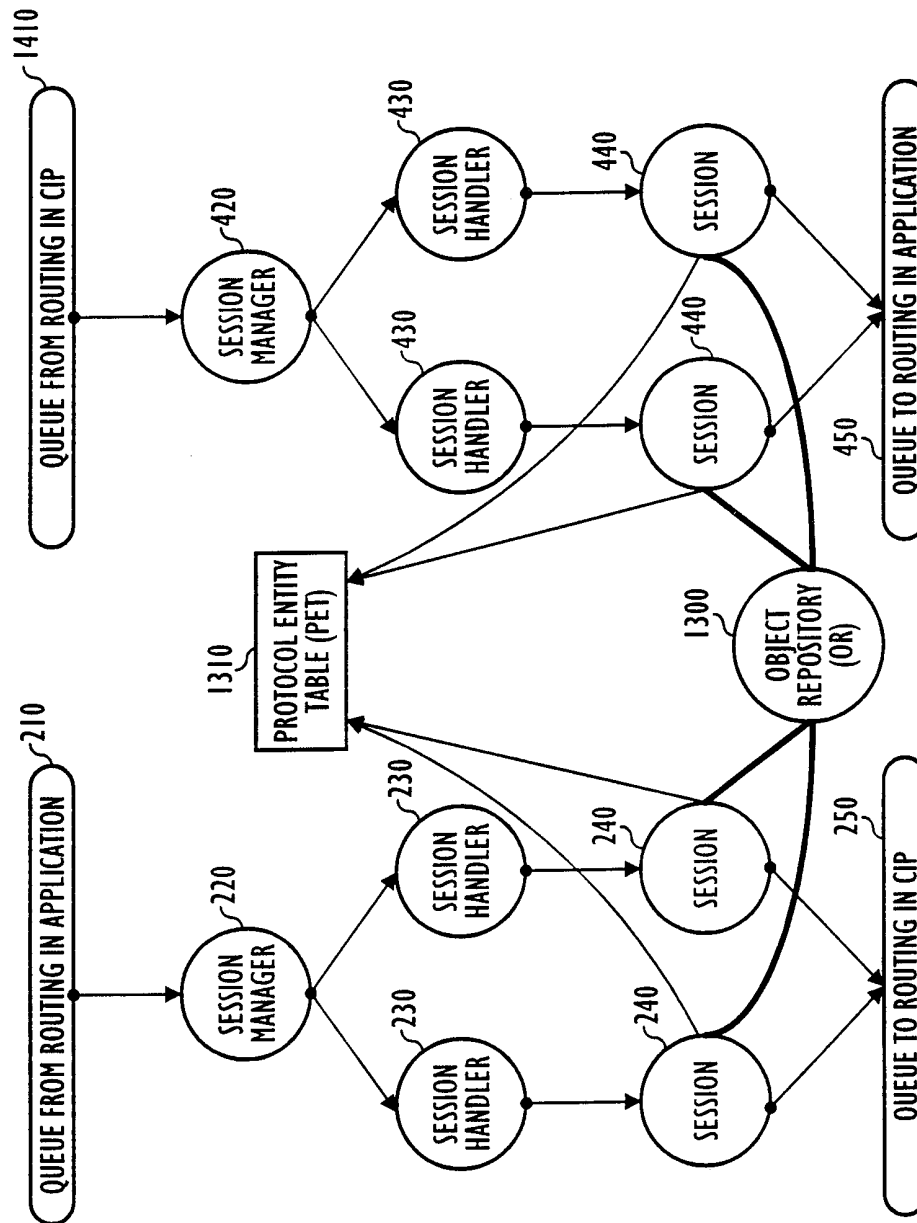 210
1410
QUEUE FROM ROUTING IN APPLICATION
QUEUE FROM ROUTING IN CIP
220
420
SESSION
MANAGER
SESSION
MANAGER
1310
PROTOCOL ENTITY
TABLE (PET)
230
230
430
430
SESSION
HANDLER
SESSION
HANDLER
SESSION
HANDLER
SESSION
HANDLER
240
240
440
440
SESSION
SESSION
SESSION
SESSION
1300
OBJECT
REPOSITORY
(OR)
250
450
QUEUE TO ROUTING IN CIP
QUEUE TO ROUTING IN APPLICATION